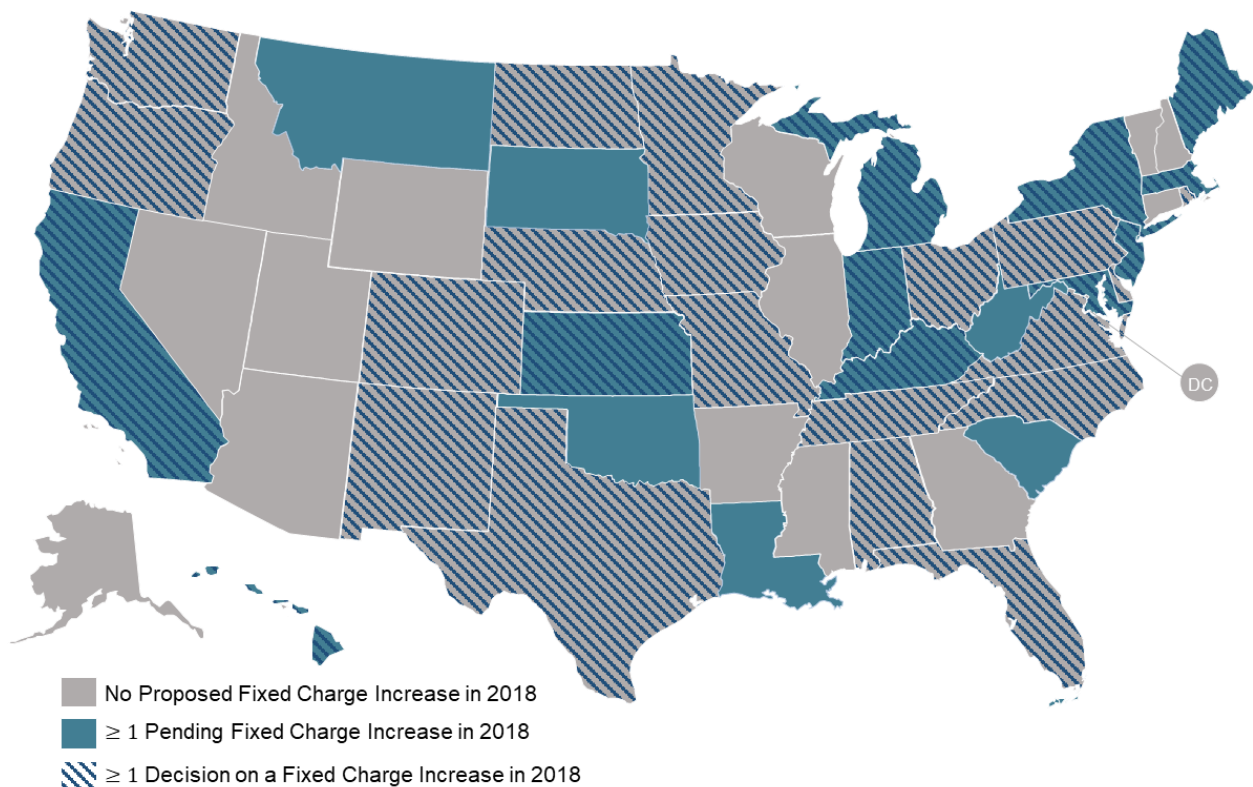 DC
No Proposed Fixed Charge Increase in 2018
≥ 1 Pending Fixed Charge Increase in 2018
≥ 1 Decision on a Fixed Charge Increase in 2018